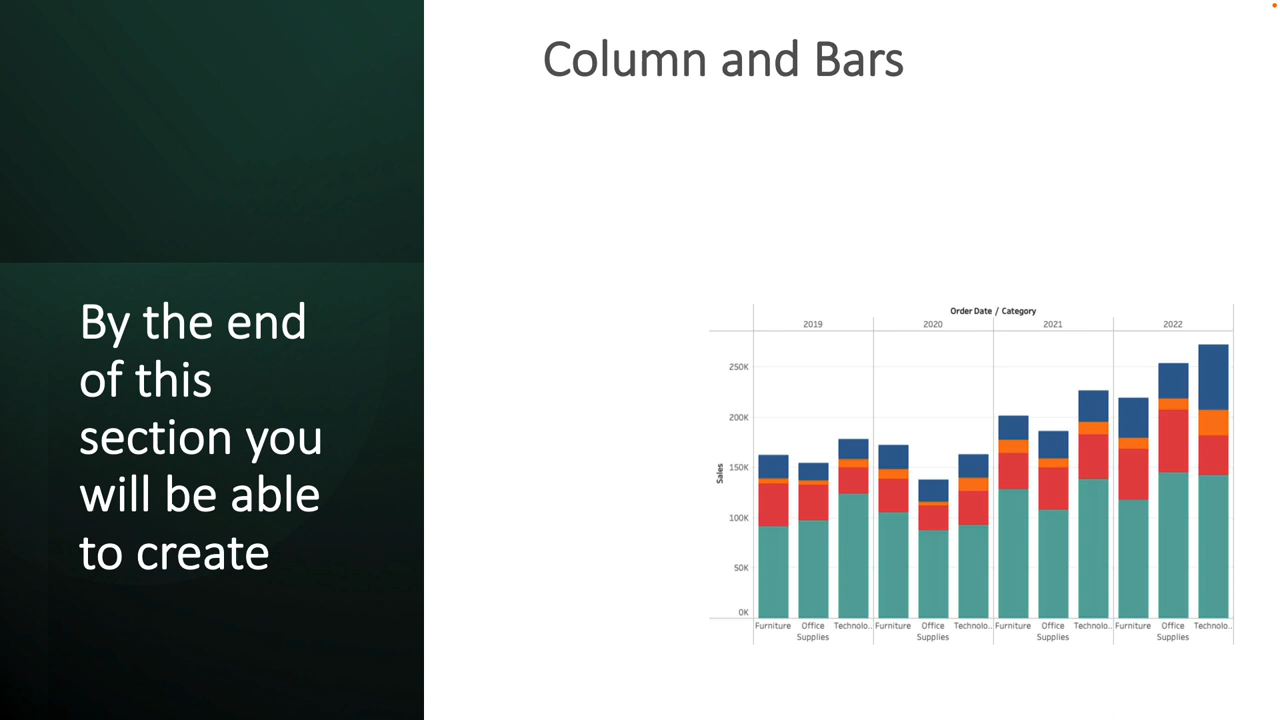 Column and Bars
By the end
of this
section you
will be able
to create
Order Date / Category
2019 2020 2021 2022
250K
200K
150K
100K
50K
0K
Sales
Furniture Office Technolo.. Furniture Office Technolo.. Furniture Office Technolo.. Furniture Office Technolo..
Supplies Supplies Supplies Supplies